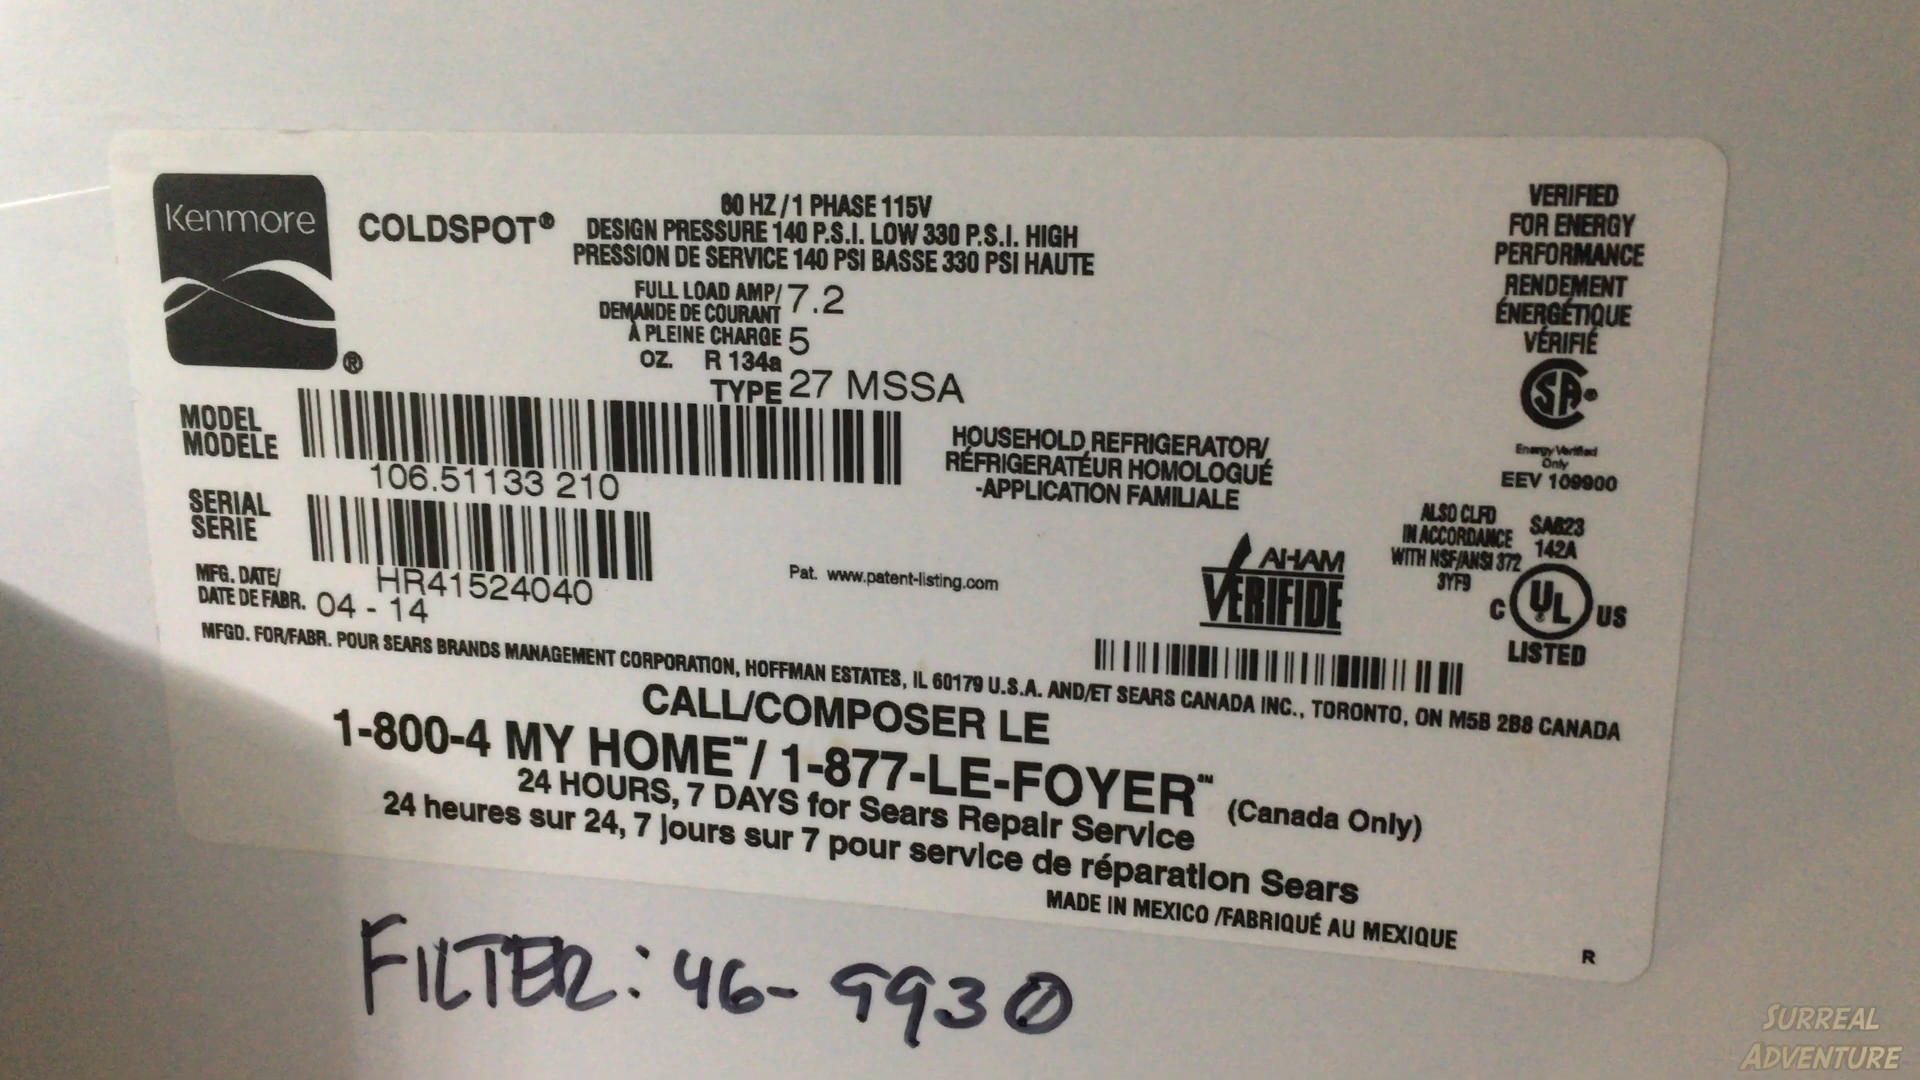 Kenmore
®
COLDSPOT®
60 HZ / 1 PHASE 115V
DESIGN PRESSURE 140 P.S.I. LOW 330 P.S.I. HIGH
PRESSION DE SERVICE 140 PSI BASSE 330 PSI HAUTE
FULL LOAD AMP/ 7.2
DEMANDE DE COURANT
À PLEINE CHARGE 5
OZ. R 134a
TYPE 27 MSSA
VERIFIED
FOR ENERGY
PERFORMANCE
RENDEMENT
ÉNERGÉTIQUE
VÉRIFIÉ
SA®
Energy Verified
Only
EEV 109900
MODEL
MODELE
106.51133 210
SERIAL
SERIE
HR41524040
MFG. DATE/
DATE DE FABR. 04 - 14
HOUSEHOLD REFRIGERATOR/
RÉFRIGERATÉUR HOMOLOGUÉ
-APPLICATION FAMILIALE
Pat. www.patent-listing.com
AHAM
VERIFIDE
ALSO CLFD
IN ACCORDANCE
WITH NSF/ANSI 372
3YF9
SA623
142A
C UL US
LISTED
MFGD. FOR/FABR. POUR SEARS BRANDS MANAGEMENT CORPORATION, HOFFMAN ESTATES, IL 60179 U.S.A. AND/ET SEARS CANADA INC., TORONTO, ON M5B 2B8 CANADA
CALL/COMPOSER LE
1-800-4 MY HOME℠/ 1-877-LE-FOYER℠ (Canada Only)
24 HOURS, 7 DAYS for Sears Repair Service
24 heures sur 24, 7 jours sur 7 pour service de réparation Sears
MADE IN MEXICO /FABRIQUÉ AU MEXIQUE
R
FILTER: 46-9930
SURREAL
ADVENTURE